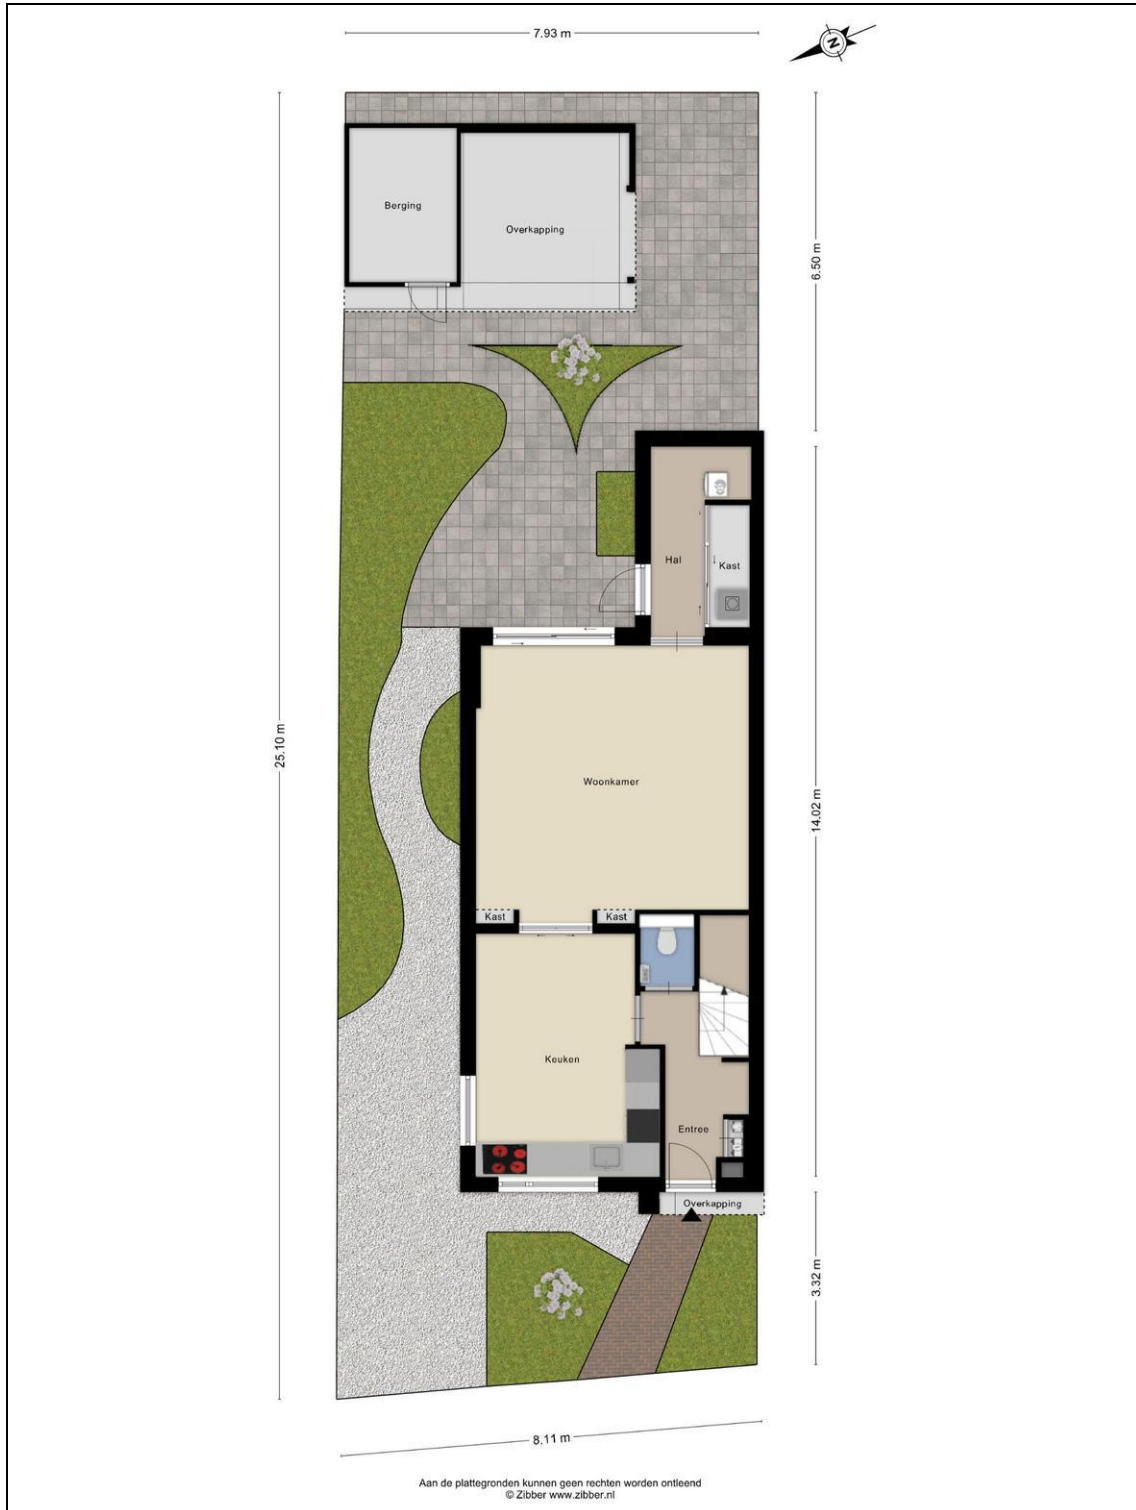 7.93 m
N
Berging
Overkapping
6.50 m
Hal
Kast
25.10 m
Woonkamer
14.02 m
Kast
Kast
Keuken
Entree
Overkapping
3.32 m
8.11 m
Aan de plattegronden kunnen geen rechten worden ontleend
© Zibber www.zibber.nl